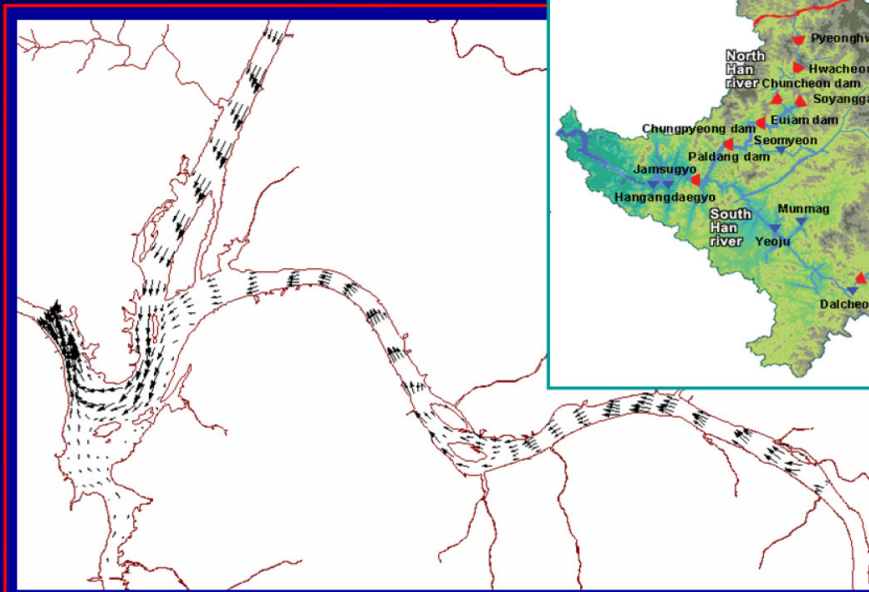 Pyeonghw
North
Han
river
Hwacheon
Chuncheon dam
Soyangga
Euiam dam
Chungpyeong dam
Seomyeon
Paldang dam
Jamsugyo
Hangangdaegyo
South
Han
river
Munmag
Yeoju
Dalcheo